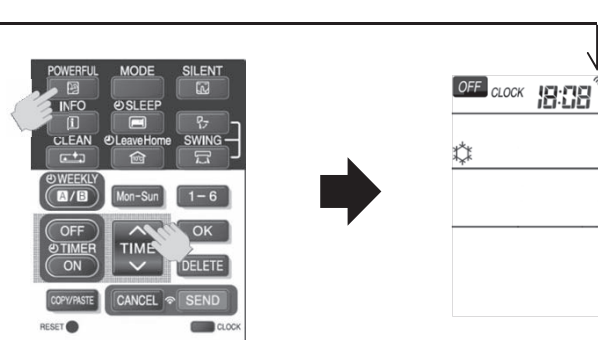 POWERFUL MODE SILENT
INFO SLEEP
CLEAN LeaveHome SWING
WEEKLY
A/B Mon-Sun 1-6
OFF OK
TIMER TIME
ON DELETE
COPY/PASTE CANCEL SEND
RESET CLOCK
OFF CLOCK 18:08